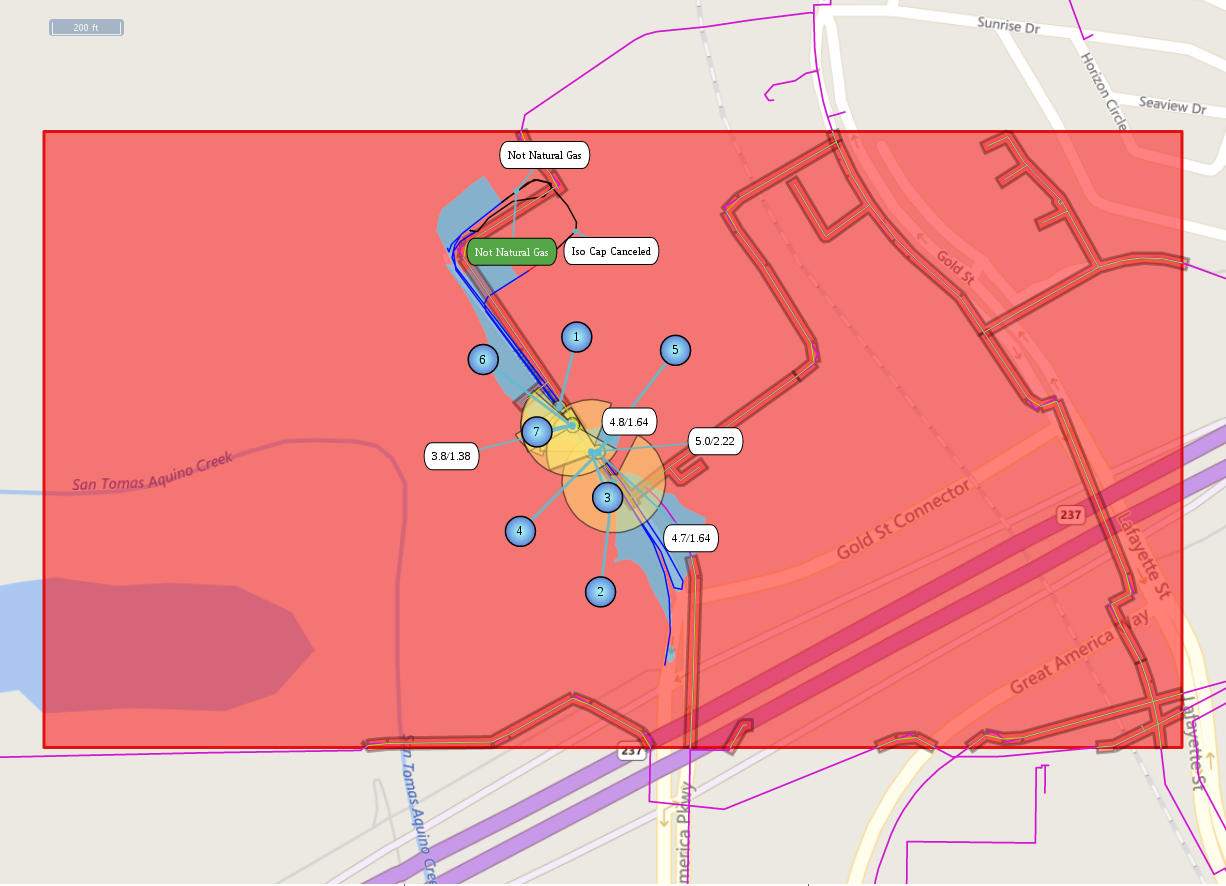 200 ft
Sunrise Dr
Horizon Circle
Seaview Dr
Not Natural Gas
Not Natural Gas
Iso Cap Canceled
Gold St
1
5
6
4.8/1.64
7
5.0/2.22
3.8/1.38
San Tomas Aquino Creek
3
4
237
Gold St Connector
4.7/1.64
Lafayette St
2
Great America Way
237
San Tomas Aquino Creek
Lafayette St
merica Pkwy